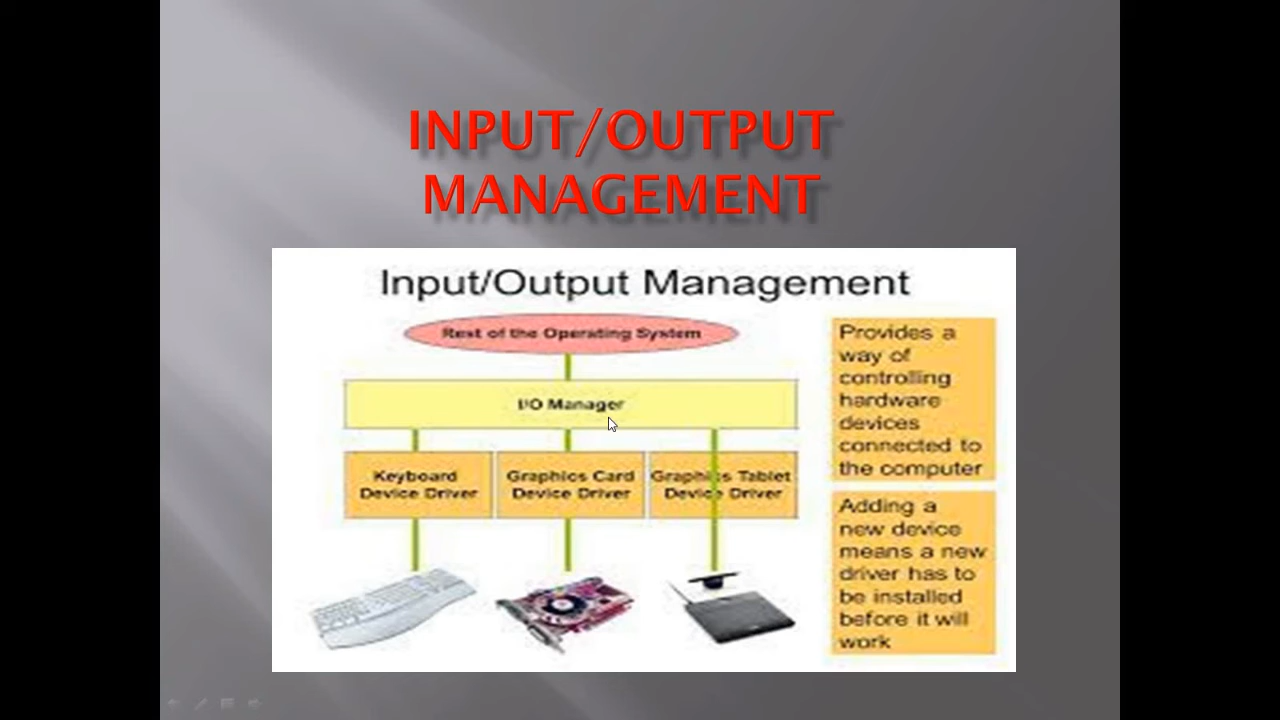 INPUT/OUTPUT
MANAGEMENT
Input/Output Management
Rest of the Operating System
I/O Manager
Keyboard
Device Driver
Graphics Card
Device Driver
Graphics Tablet
Device Driver
Provides a
way of
controlling
hardware
devices
connected to
the computer
Adding a
new device
means a new
driver has to
be installed
before it will
work